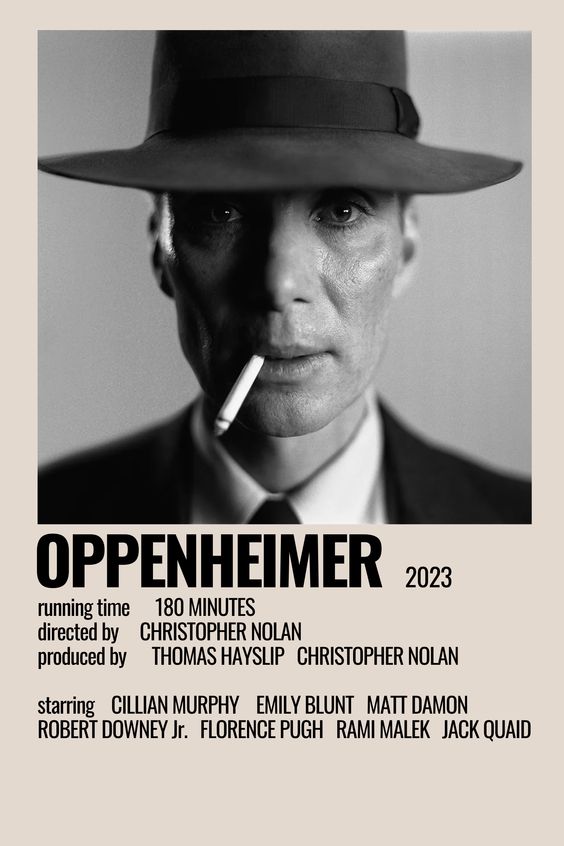 OPPENHEIMER 2023
running time 180 MINUTES
directed by CHRISTOPHER NOLAN
produced by THOMAS HAYSLIP CHRISTOPHER NOLAN
starring CILLIAN MURPHY EMILY BLUNT MATT DAMON
ROBERT DOWNEY Jr. FLORENCE PUGH RAMI MALEK JACK QUAID